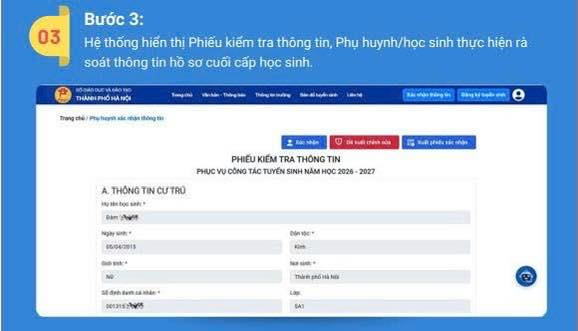 03
Bước 3:
Hệ thống hiển thị Phiếu kiểm tra thông tin, Phụ huynh/học sinh thực hiện rà
soát thông tin hồ sơ cuối cấp học sinh.
SỞ GIÁO DỤC VÀ ĐÀO TẠO
THÀNH PHỐ HÀ NỘI
Trang chủ Văn bản - Thông báo Thông tin trường Bản đồ tuyển sinh Liên hệ Xác nhận thông tin Đăng ký tuyển sinh
Trang chủ / Phụ huynh xác nhận thông tin
Xác nhận Đề xuất chỉnh sửa Xuất phiếu xác nhận
PHIẾU KIỂM TRA THÔNG TIN
PHỤC VỤ CÔNG TÁC TUYỂN SINH NĂM HỌC 2026 - 2027
A. THÔNG TIN CƯ TRÚ
Họ tên học sinh: *
Đàm
Ngày sinh: * Dân tộc: *
05/04/2015 Kinh
Giới tính: * Nơi sinh: *
Nữ Thành phố Hà Nội
Số định danh cá nhân: * Lớp:
001315 5A1